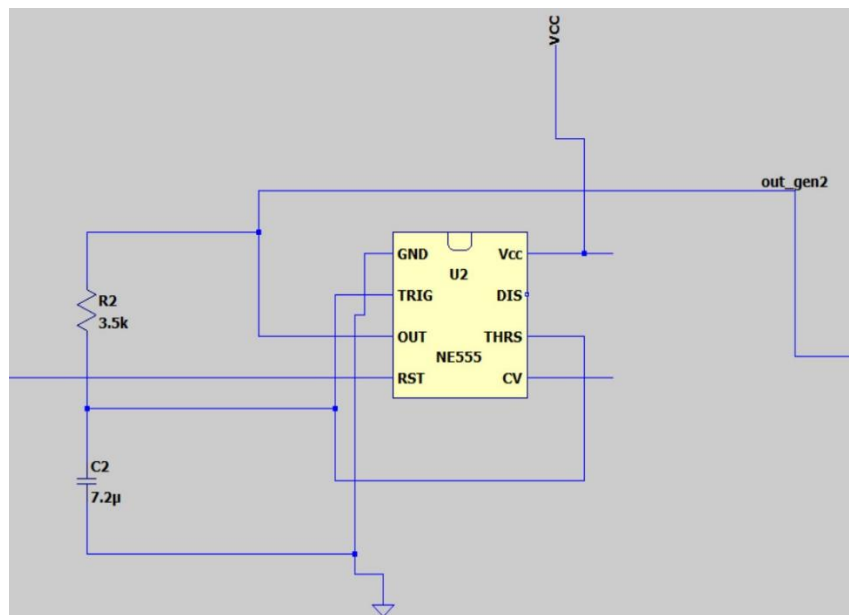 VCC
out_gen2
GND
Vcc
U2
TRIG
DIS
R2
3.5k
OUT
THRS
NE555
RST
CV
C2
7.2µ